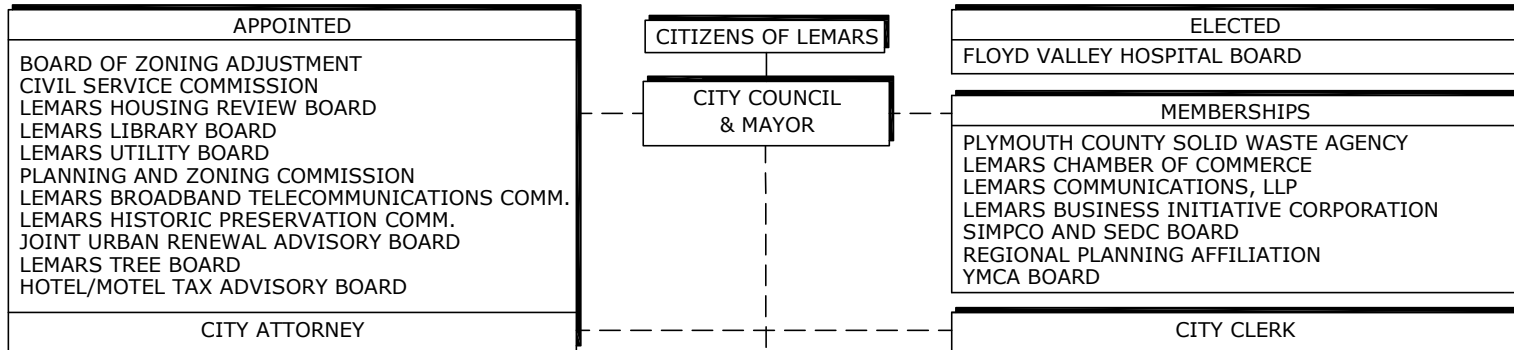 APPOINTED
BOARD OF ZONING ADJUSTMENT
CIVIL SERVICE COMMISSION
LEMARS HOUSING REVIEW BOARD
LEMARS LIBRARY BOARD
LEMARS UTILITY BOARD
PLANNING AND ZONING COMMISSION
LEMARS BROADBAND TELECOMMUNICATIONS COMM.
LEMARS HISTORIC PRESERVATION COMM.
JOINT URBAN RENEWAL ADVISORY BOARD
LEMARS TREE BOARD
HOTEL/MOTEL TAX ADVISORY BOARD
CITY ATTORNEY
CITIZENS OF LEMARS
CITY COUNCIL
& MAYOR
ELECTED
FLOYD VALLEY HOSPITAL BOARD
MEMBERSHIPS
PLYMOUTH COUNTY SOLID WASTE AGENCY
LEMARS CHAMBER OF COMMERCE
LEMARS COMMUNICATIONS, LLP
LEMARS BUSINESS INITIATIVE CORPORATION
SIMPCO AND SEDC BOARD
REGIONAL PLANNING AFFILIATION
YMCA BOARD
CITY CLERK